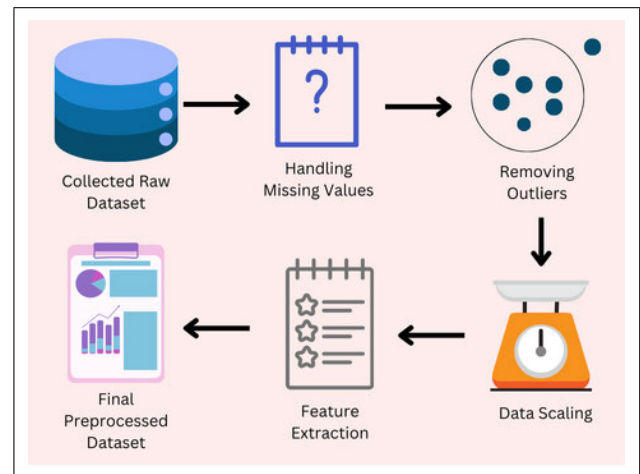 ?
Collected Raw
Dataset
Handling
Missing Values
Removing
Outliers
Final
Preprocessed
Dataset
Feature
Extraction
Data Scaling